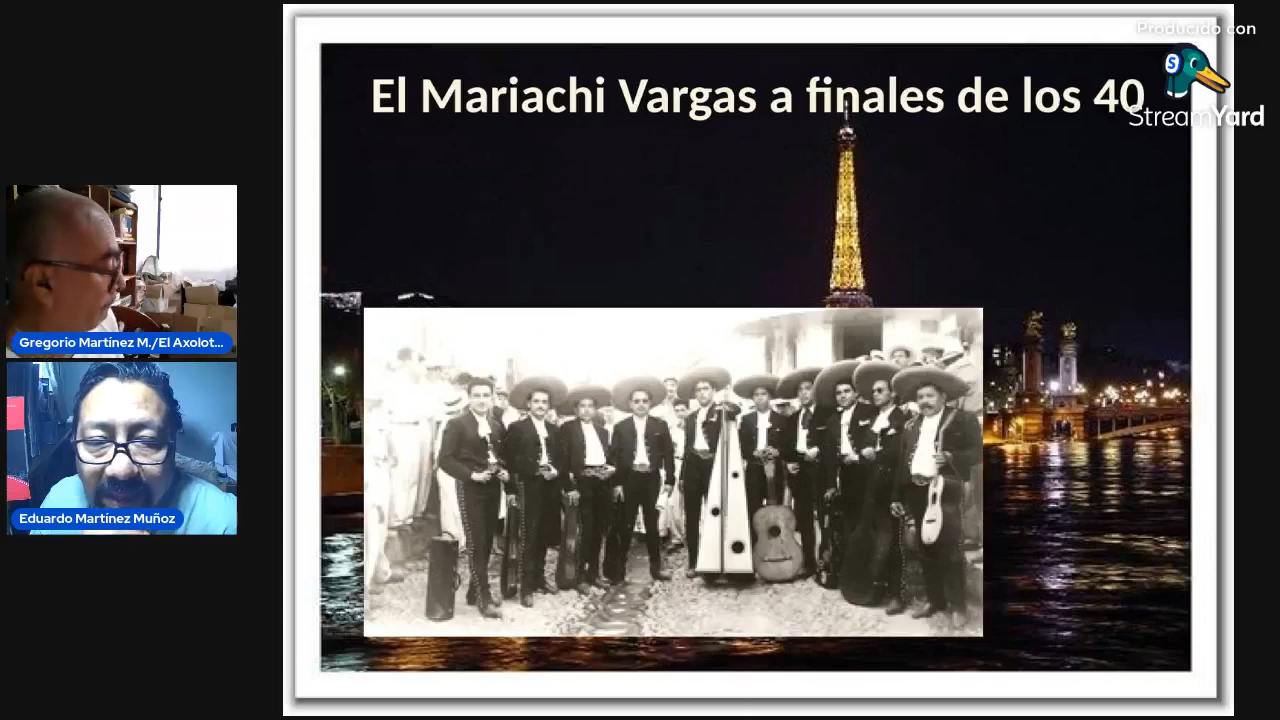 Producido con
StreamYard
El Mariachi Vargas a finales de los 40
Gregorio Martínez M./El Axolot...
Eduardo Martínez Muñoz